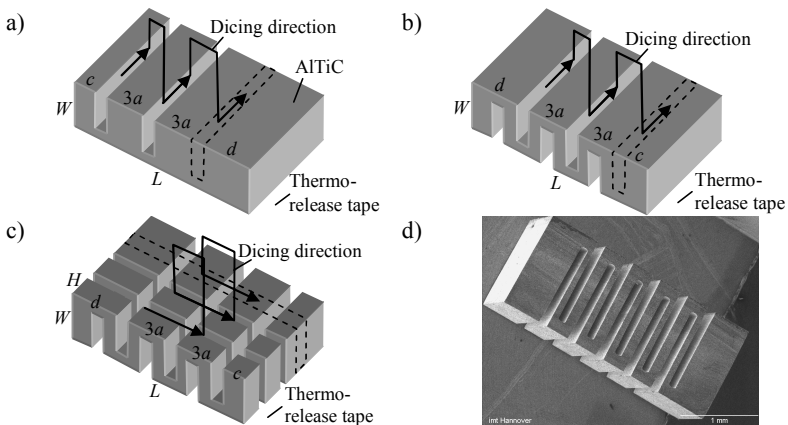 a)
Dicing direction
AlTiC
c
3a
3a
d
W
L
Thermo-
release tape
b)
Dicing direction
d
3a
3a
c
W
L
Thermo-
release tape
c)
Dicing direction
H
d
W
3a
3a
c
L
Thermo-
release tape
d)
imt Hannover
1 mm